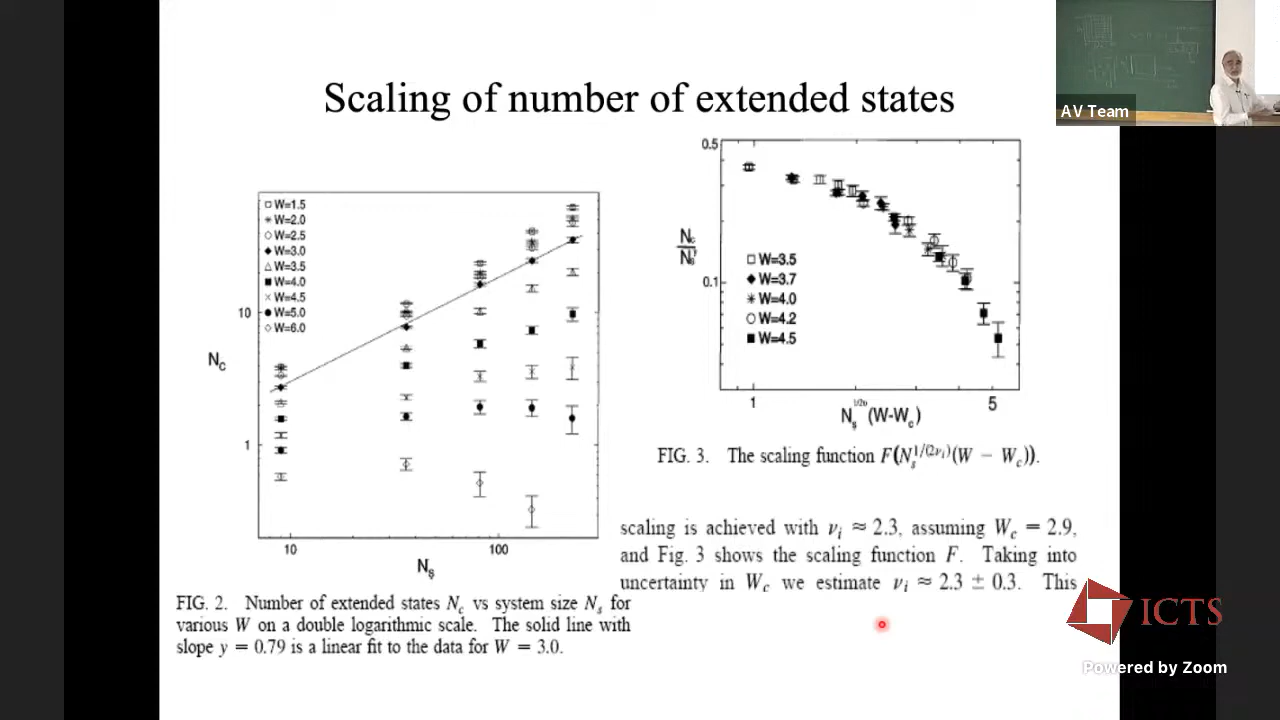 Scaling of number of extended states
AV Team
W=1.5
W=2.0
W=2.5
W=3.0
W=3.5
W=4.0
W=4.5
W=5.0
W=6.0
10
1
N_c
10
100
N_s
FIG. 2. Number of extended states N_c vs system size N_s for
various W on a double logarithmic scale. The solid line with
slope y = 0.79 is a linear fit to the data for W = 3.0.
0.5
0.1
N_c
N_s^y
W=3.5
W=3.7
W=4.0
W=4.2
W=4.5
1
5
N_s^1/2υ (W-W_c)
FIG. 3. The scaling function F(N_s^1/(2ν_i)(W − W_c)).
scaling is achieved with ν_i ≈ 2.3, assuming W_c = 2.9,
and Fig. 3 shows the scaling function F. Taking into
uncertainty in W_c we estimate ν_i ≈ 2.3 ± 0.3. This
ICTS
Powered by Zoom